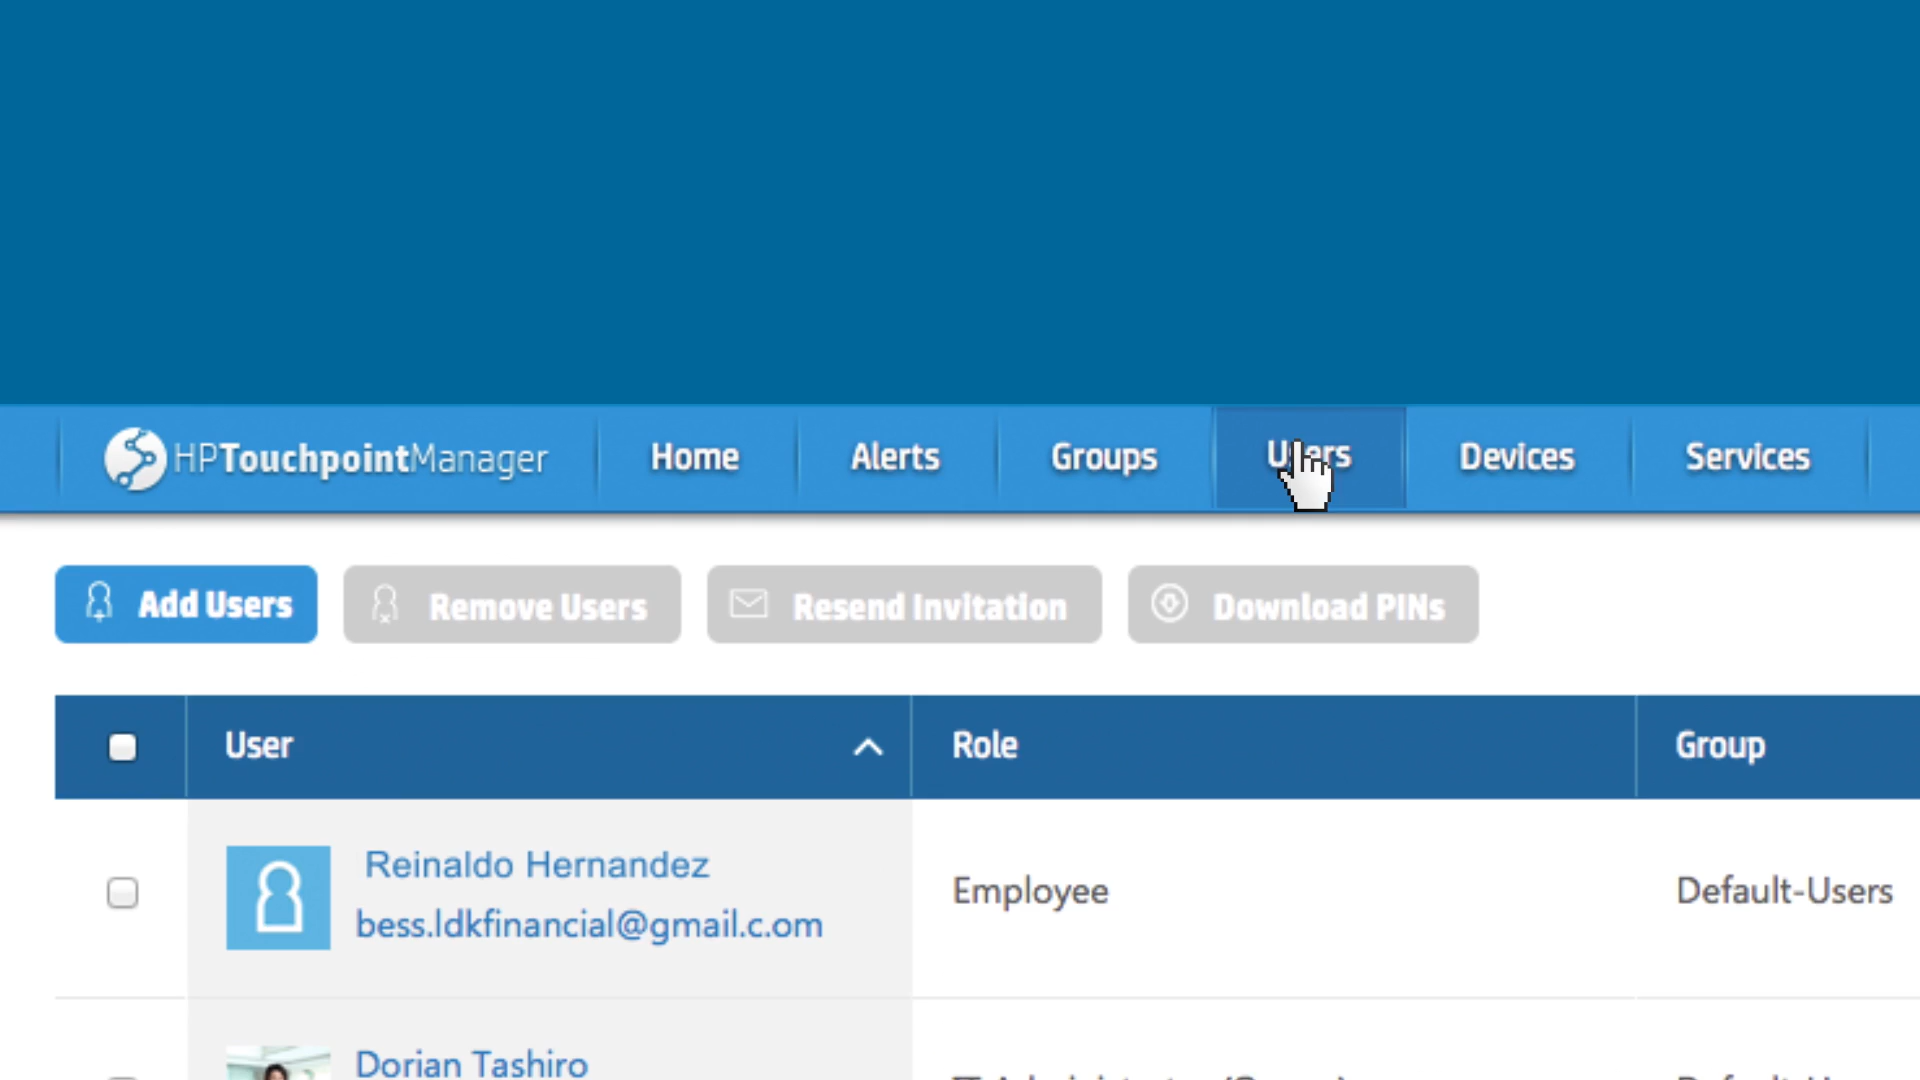 HPTouchpointManager Home Alerts Groups Users Devices Services
Add Users Remove Users Resend Invitation Download PINs
User Role Group
Reinaldo Hernandez
bess.ldkfinancial@gmail.c.om
Employee
Default-Users
Dorian Tashiro